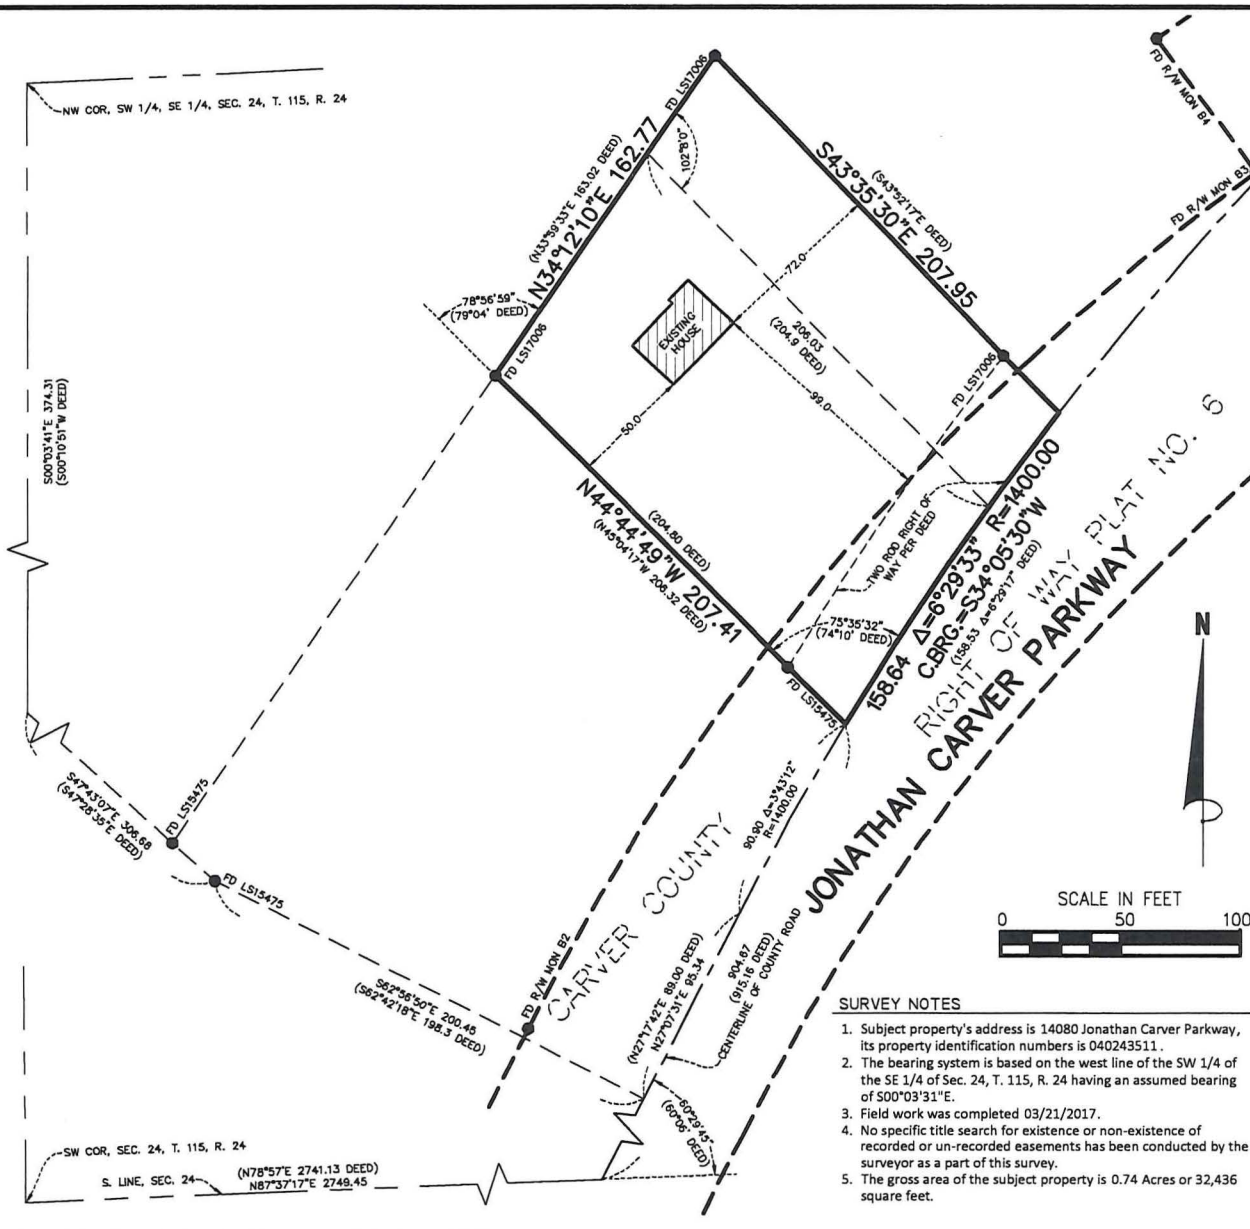 NW COR, SW 1/4, SE 1/4, SEC. 24, T. 115, R. 24
FD LS17006
FD R/W MON B4
FD R/W MON B3
102°8'0"
(N33°59'33"E 163.02 DEED)
N34°12'10"E 162.77
S43°35'30"E 207.95
(S43°52'17"E DEED)
78°56'59"
(79°04' DEED)
FD LS17006
72.0
EXISTING
HOUSE
206.03
(204.9 DEED)
FD LS17006
99.0
50.0
S00°03'41"E 374.31
(S00°10'51"W DEED)
(204.80 DEED)
N44°44'49"W 207.41
(N45°04'17"W 206.32 DEED)
TWO ROD RIGHT OF
WAY PER DEED
75°35'32"
(74°10' DEED)
158.64 Δ=6°29'33" R=1400.00
C.BRG.=S34°05'30"W
(158.53 Δ=6°29'17" DEED)
FD LS15475
CARVER COUNTY RIGHT OF WAY PLAT NO. 6
JONATHAN CARVER PARKWAY
N
S47°43'07"E 306.68
(S47°28'35"E DEED)
FD LS15475
FD LS15475
90.90 Δ=3°43'12"
R=1400.00
FD R/W MON B2
S62°56'50"E 200.45
(S62°42'18"E 198.3 DEED)
(N27°17'42"E 89.00 DEED)
N27°07'31"E 95.34
904.67
(915.16 DEED)
CENTERLINE OF COUNTY ROAD
60°29'45"
(60°06' DEED)
SCALE IN FEET
0 50 100
SURVEY NOTES
1. Subject property's address is 14080 Jonathan Carver Parkway,
its property identification numbers is 040243511.
2. The bearing system is based on the west line of the SW 1/4 of
the SE 1/4 of Sec. 24, T. 115, R. 24 having an assumed bearing
of S00°03'31"E.
3. Field work was completed 03/21/2017.
4. No specific title search for existence or non-existence of
recorded or un-recorded easements has been conducted by the
surveyor as a part of this survey.
5. The gross area of the subject property is 0.74 Acres or 32,436
square feet.
SW COR, SEC. 24, T. 115, R. 24
S. LINE, SEC. 24
(N78°57'E 2741.13 DEED)
N87°37'17"E 2749.45